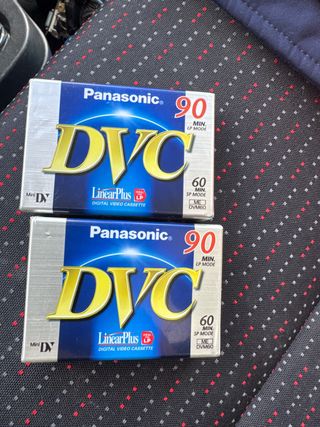 Panasonic®
90
MIN.
LP MODE
DVC
60
MIN.
SP MODE
Mini DV
LinearPlus
DIGITAL VIDEO CASSETTE
ME
DVM60
Panasonic®
90
MIN.
LP MODE
DVC
60
MIN.
SP MODE
Mini DV
LinearPlus
DIGITAL VIDEO CASSETTE
ME
DVM60